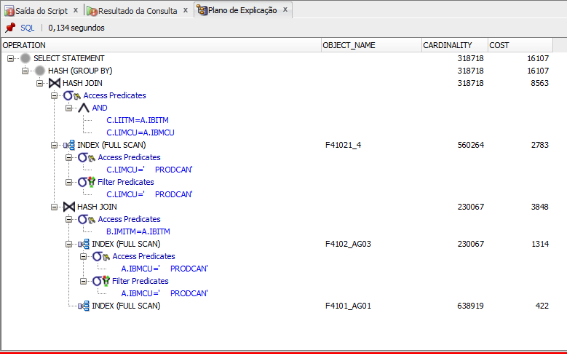 Saída do Script x Resultado da Consulta x Plano de Explicação x
SQL | 0,134 segundos
OPERATION OBJECT_NAME CARDINALITY COST
SELECT STATEMENT 318718 16107
HASH (GROUP BY) 318718 16107
HASH JOIN 318718 8563
Access Predicates
AND
C.LIITM=A.IBITM
C.LIMCU=A.IBMCU
INDEX (FULL SCAN) F41021_4 560264 2783
Access Predicates
C.LIMCU='    PRODCAN'
Filter Predicates
C.LIMCU='    PRODCAN'
HASH JOIN 230067 3848
Access Predicates
B.IMITM=A.IBITM
INDEX (FULL SCAN) F4102_AG03 230067 1314
Access Predicates
A.IBMCU='    PRODCAN'
Filter Predicates
A.IBMCU='    PRODCAN'
INDEX (FULL SCAN) F4101_AG01 638919 422